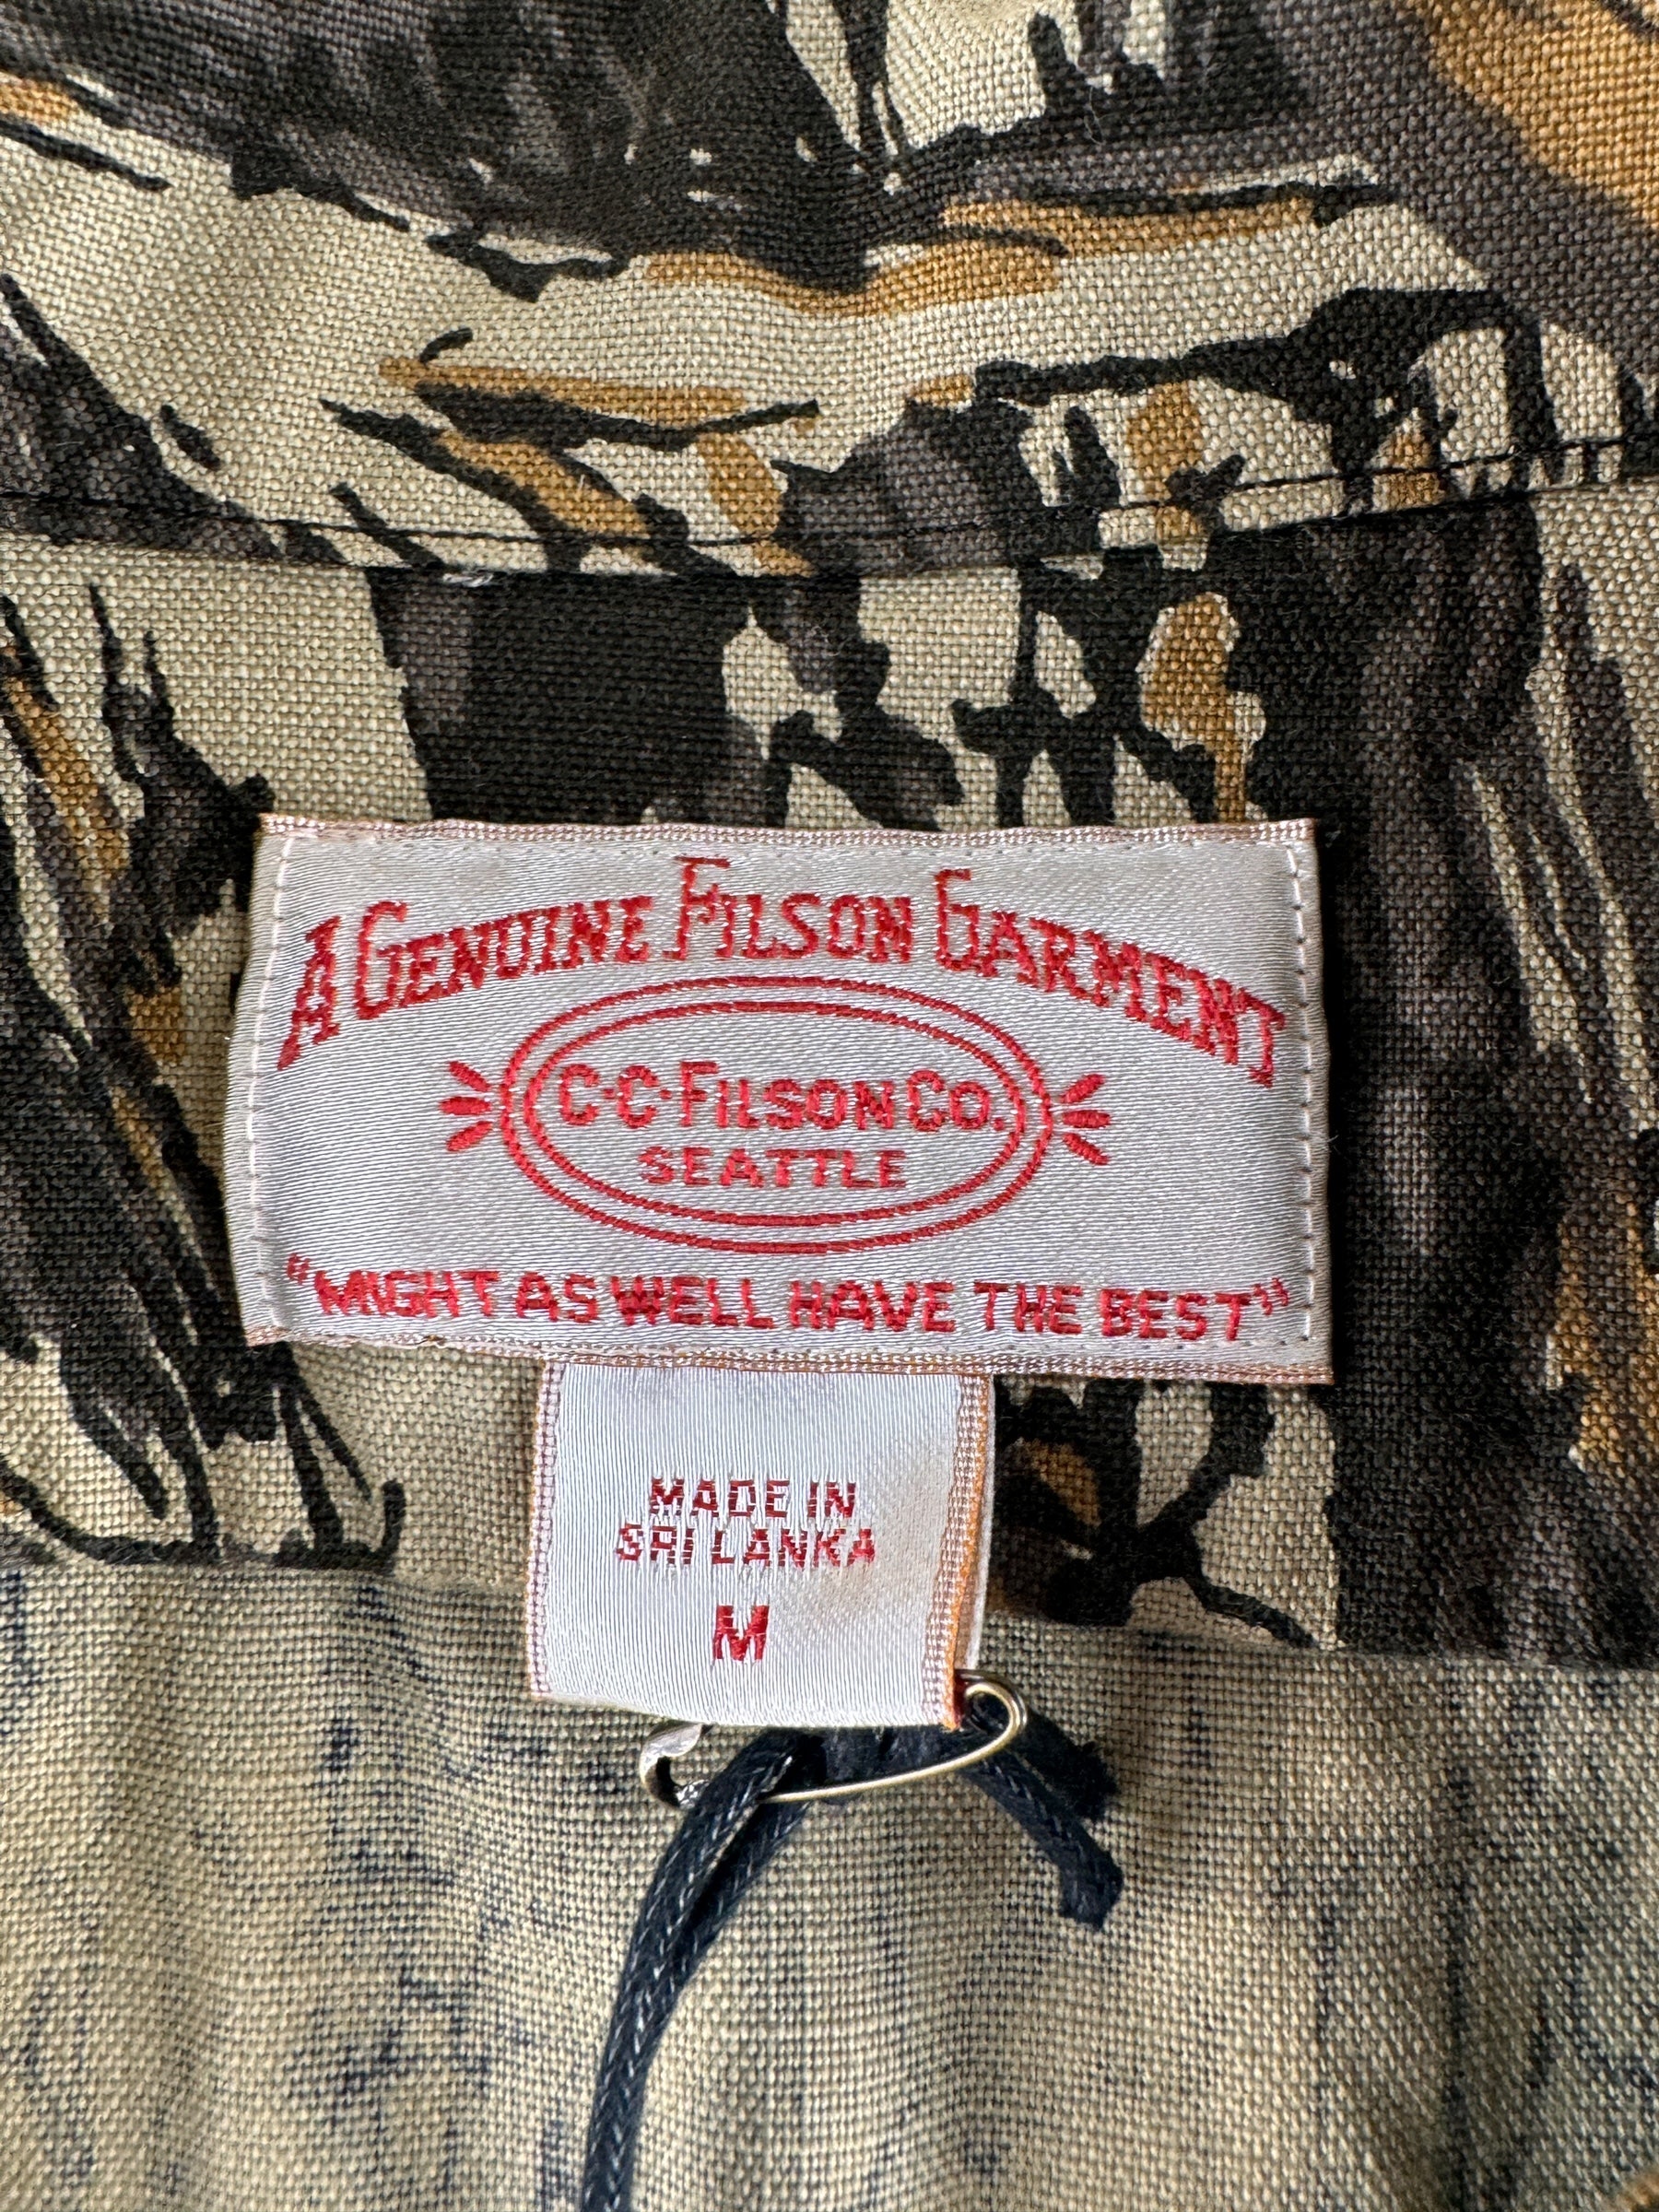 A GENUINE FILSON GARMENT
C·C·FILSON CO.
SEATTLE
"MIGHT AS WELL HAVE THE BEST"
MADE IN
SRI LANKA
M